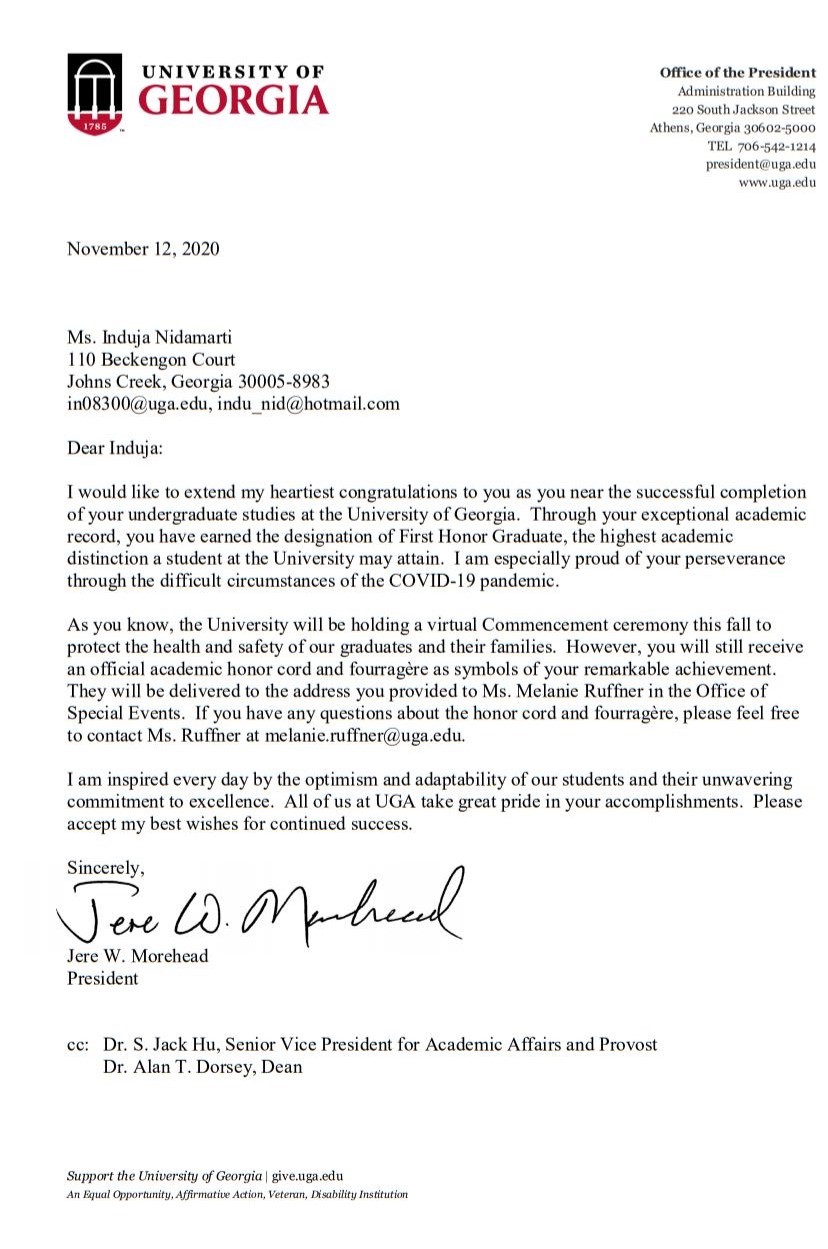 UNIVERSITY OF
GEORGIA
1785
Office of the President
Administration Building
220 South Jackson Street
Athens, Georgia 30602-5000
TEL 706-542-1214
president@uga.edu
www.uga.edu
November 12, 2020
Ms. Induja Nidamarti
110 Beckengon Court
Johns Creek, Georgia 30005-8983
in08300@uga.edu, indu_nid@hotmail.com
Dear Induja:
I would like to extend my heartiest congratulations to you as you near the successful completion
of your undergraduate studies at the University of Georgia.  Through your exceptional academic
record, you have earned the designation of First Honor Graduate, the highest academic
distinction a student at the University may attain.  I am especially proud of your perseverance
through the difficult circumstances of the COVID-19 pandemic.
As you know, the University will be holding a virtual Commencement ceremony this fall to
protect the health and safety of our graduates and their families.  However, you will still receive
an official academic honor cord and fourragère as symbols of your remarkable achievement.
They will be delivered to the address you provided to Ms. Melanie Ruffner in the Office of
Special Events.  If you have any questions about the honor cord and fourragère, please feel free
to contact Ms. Ruffner at melanie.ruffner@uga.edu.
I am inspired every day by the optimism and adaptability of our students and their unwavering
commitment to excellence.  All of us at UGA take great pride in your accomplishments.  Please
accept my best wishes for continued success.
Sincerely,
Jere W. Morehead
Jere W. Morehead
President
cc: Dr. S. Jack Hu, Senior Vice President for Academic Affairs and Provost
Dr. Alan T. Dorsey, Dean
Support the University of Georgia | give.uga.edu
An Equal Opportunity, Affirmative Action, Veteran, Disability Institution